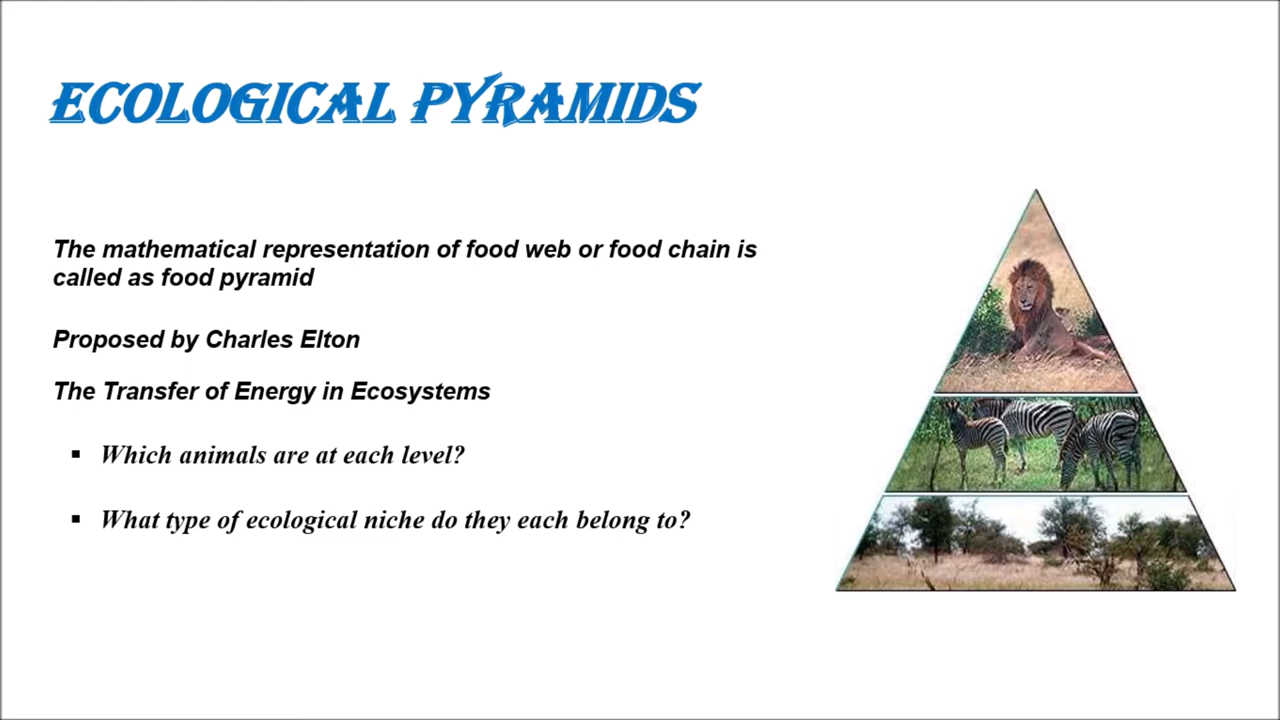 ECOLOGICAL PYRAMIDS
The mathematical representation of food web or food chain is
called as food pyramid
Proposed by Charles Elton
The Transfer of Energy in Ecosystems
▪ Which animals are at each level?
▪ What type of ecological niche do they each belong to?